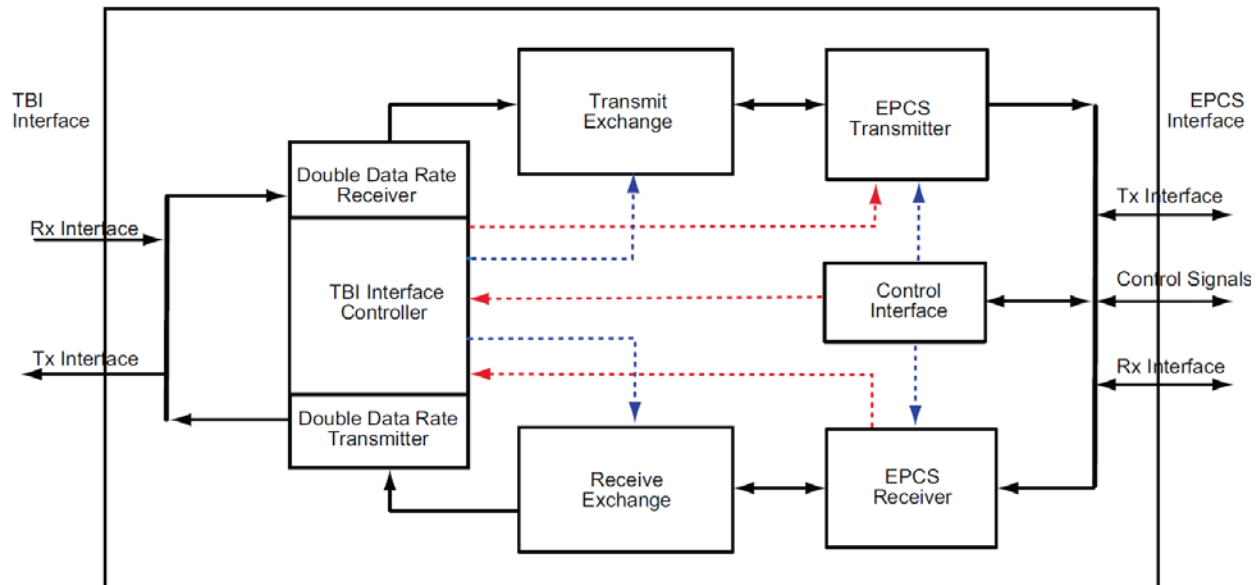 TBI
Interface
Rx Interface
Tx Interface
Double Data Rate
Receiver
TBI Interface
Controller
Double Data Rate
Transmitter
Transmit
Exchange
Receive
Exchange
EPCS
Transmitter
Control
Interface
EPCS
Receiver
EPCS
Interface
Tx Interface
Control Signals
Rx Interface